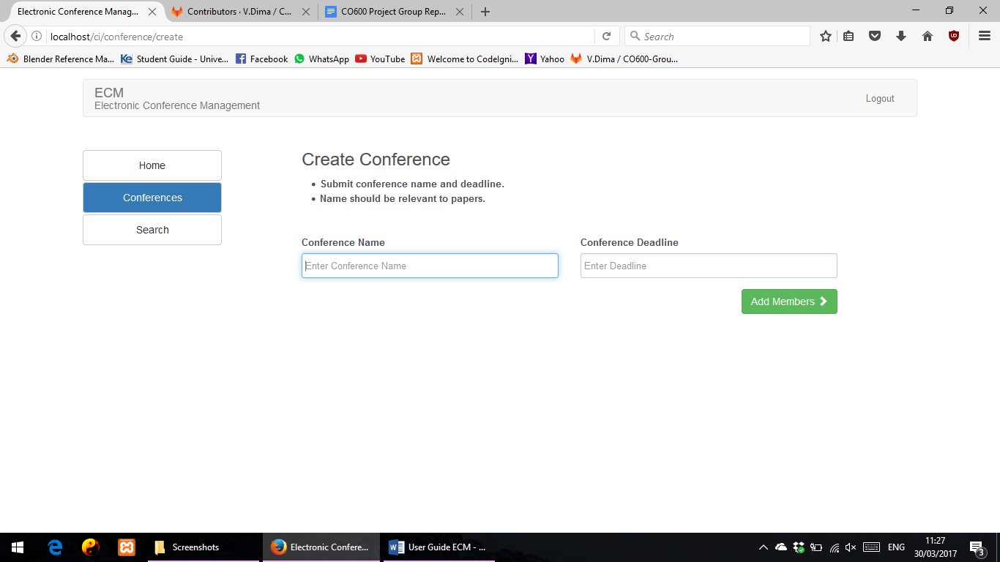 Electronic Conference Manag...
Contributors · V.Dima / C...
CO600 Project Group Rep...
localhost/ci/conference/create
Search
Blender Reference Ma...
Student Guide - Unive...
Facebook
WhatsApp
YouTube
Welcome to CodeIgni...
Yahoo
V.Dima / CO600-Grou...
ECM
Electronic Conference Management
Logout
Home
Conferences
Search
Create Conference
• Submit conference name and deadline.
• Name should be relevant to papers.
Conference Name
Conference Deadline
Enter Conference Name
Enter Deadline
Add Members
Screenshots
Electronic Confere...
User Guide ECM - ...
ENG
11:27
30/03/2017
3